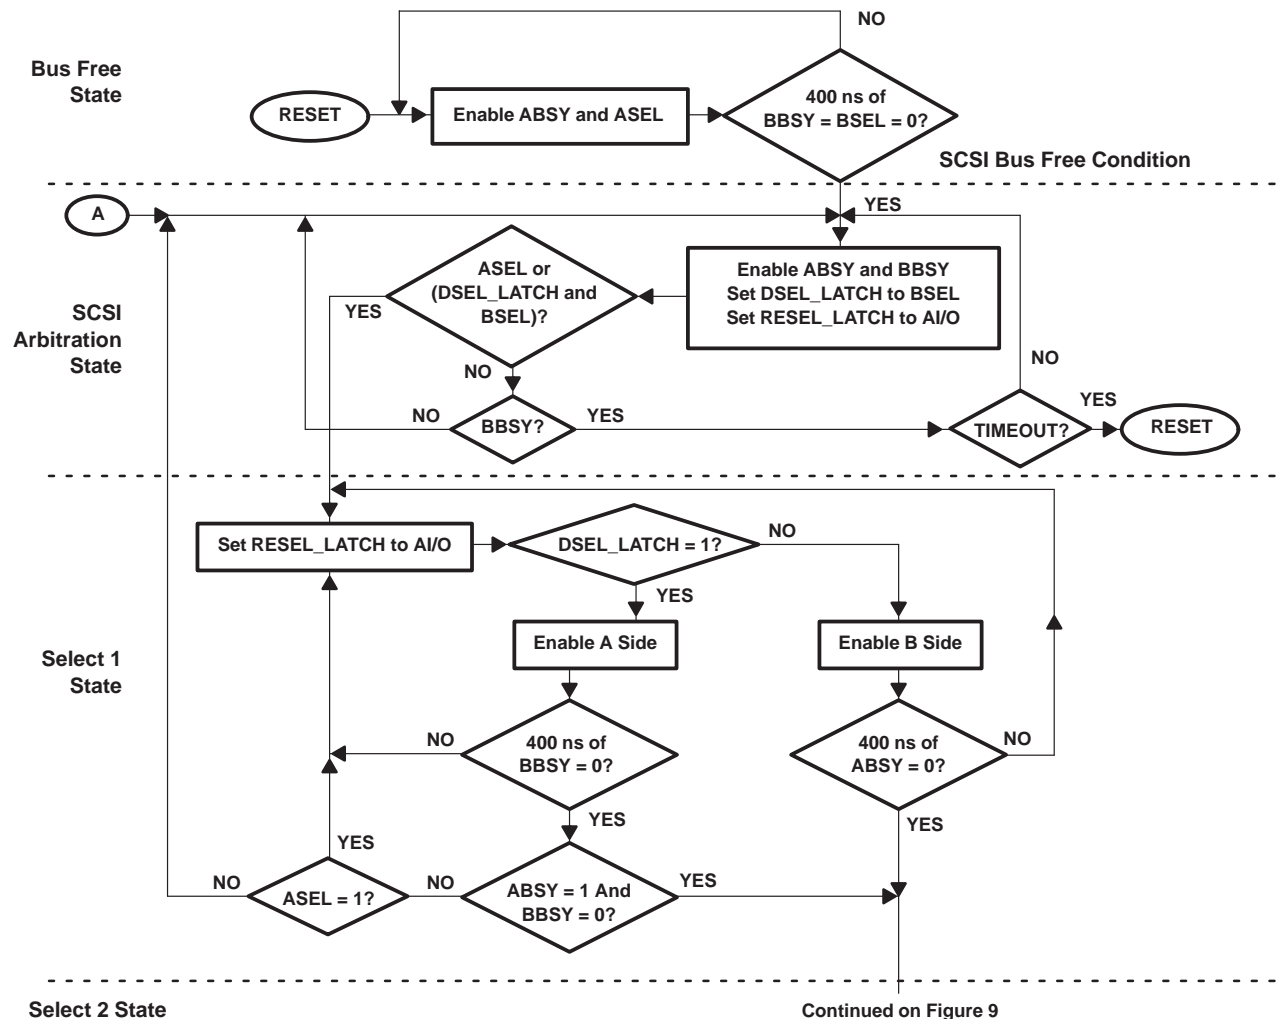 NO
Bus Free
State
RESET
Enable ABSY and ASEL
400 ns of
BBSY = BSEL = 0?
SCSI Bus Free Condition
A
YES
SCSI
Arbitration
State
YES
ASEL or
(DSEL_LATCH and
BSEL)?
Enable ABSY and BBSY
Set DSEL_LATCH to BSEL
Set RESEL_LATCH to AI/O
NO
NO
NO
BBSY?
YES
TIMEOUT?
YES
RESET
Set RESEL_LATCH to AI/O
DSEL_LATCH = 1?
NO
YES
Select 1
State
Enable A Side
Enable B Side
NO
400 ns of
BBSY = 0?
400 ns of
ABSY = 0?
NO
YES
YES
YES
NO
ASEL = 1?
NO
ABSY = 1 And
BBSY = 0?
YES
Select 2 State
Continued on Figure 9